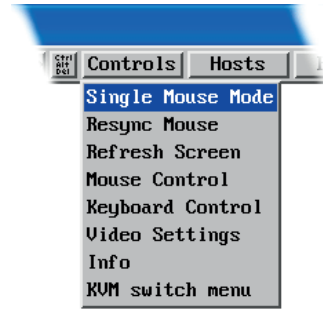 Ctrl
Alt
Del
Controls Hosts
Single Mouse Mode
Resync Mouse
Refresh Screen
Mouse Control
Keyboard Control
Video Settings
Info
KVM switch menu